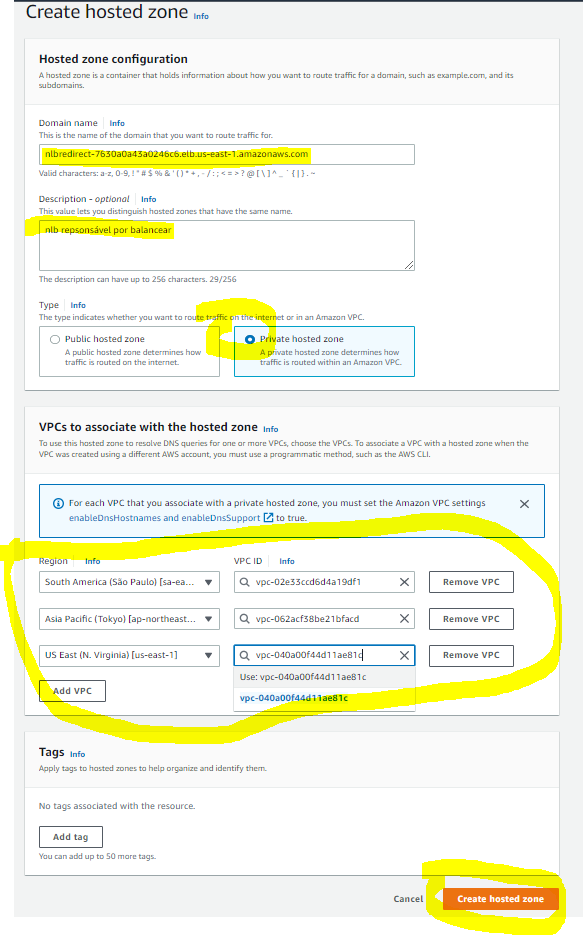 Create hosted zone Info
Hosted zone configuration
A hosted zone is a container that holds information about how you want to route traffic for a domain, such as example.com, and its
subdomains.
Domain name Info
This is the name of the domain that you want to route traffic for.
nlbredirect-7630a0a43a0246c6.elb.us-east-1.amazonaws.com
Valid characters: a-z, 0-9, ! " # $ % & ' ( ) * + , - / : ; < = > ? @ [ \ ] ^ _ ` { | } . ~
Description - optional Info
This value lets you distinguish hosted zones that have the same name.
nlb repsonsável por balancear
The description can have up to 256 characters. 29/256
Type Info
The type indicates whether you want to route traffic on the internet or in an Amazon VPC.
Public hosted zone
A public hosted zone determines how
traffic is routed on the internet.
Private hosted zone
A private hosted zone determines how
traffic is routed within an Amazon VPC.
VPCs to associate with the hosted zone Info
To use this hosted zone to resolve DNS queries for one or more VPCs, choose the VPCs. To associate a VPC with a hosted zone when the
VPC was created using a different AWS account, you must use a programmatic method, such as the AWS CLI.
For each VPC that you associate with a private hosted zone, you must set the Amazon VPC settings
enableDnsHostnames and enableDnsSupport to true.
Region Info VPC ID Info
South America (São Paulo) [sa-ea... vpc-02e33ccd6d4a19df1 Remove VPC
Asia Pacific (Tokyo) [ap-northeast... vpc-062acf38be21bfacd Remove VPC
US East (N. Virginia) [us-east-1] vpc-040a00f44d11ae81c Remove VPC
Use: vpc-040a00f44d11ae81c
vpc-040a00f44d11ae81c
Add VPC
Tags Info
Apply tags to hosted zones to help organize and identify them.
No tags associated with the resource.
Add tag
You can add up to 50 more tags.
Cancel Create hosted zone